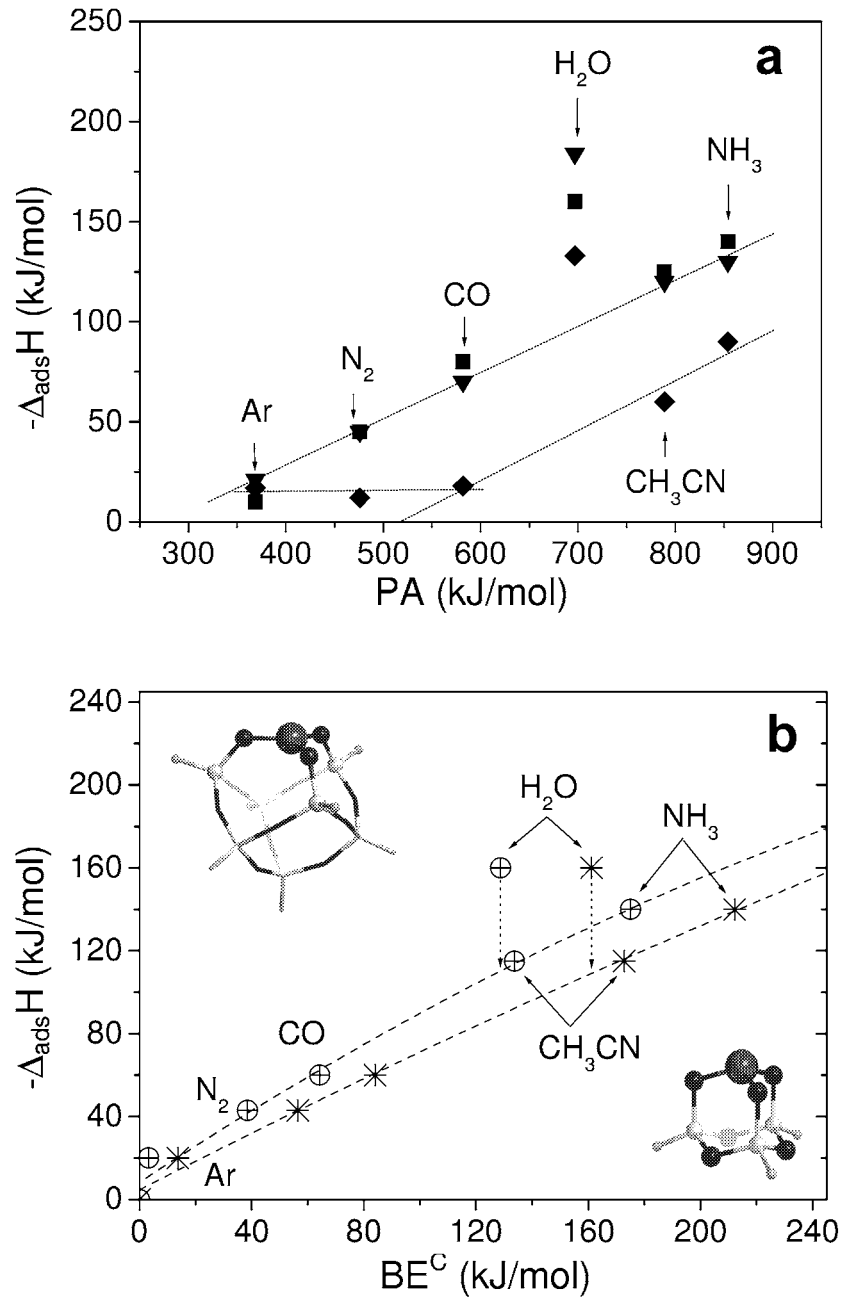 a
250
200
150
100
50
0
-ΔadsH (kJ/mol)
H₂O
NH₃
CO
N₂
Ar
CH₃CN
300 400 500 600 700 800 900
PA (kJ/mol)
b
240
200
160
120
80
40
0
-ΔadsH (kJ/mol)
H₂O
NH₃
CO
CH₃CN
N₂
Ar
0 40 80 120 160 200 240
BEᶜ (kJ/mol)